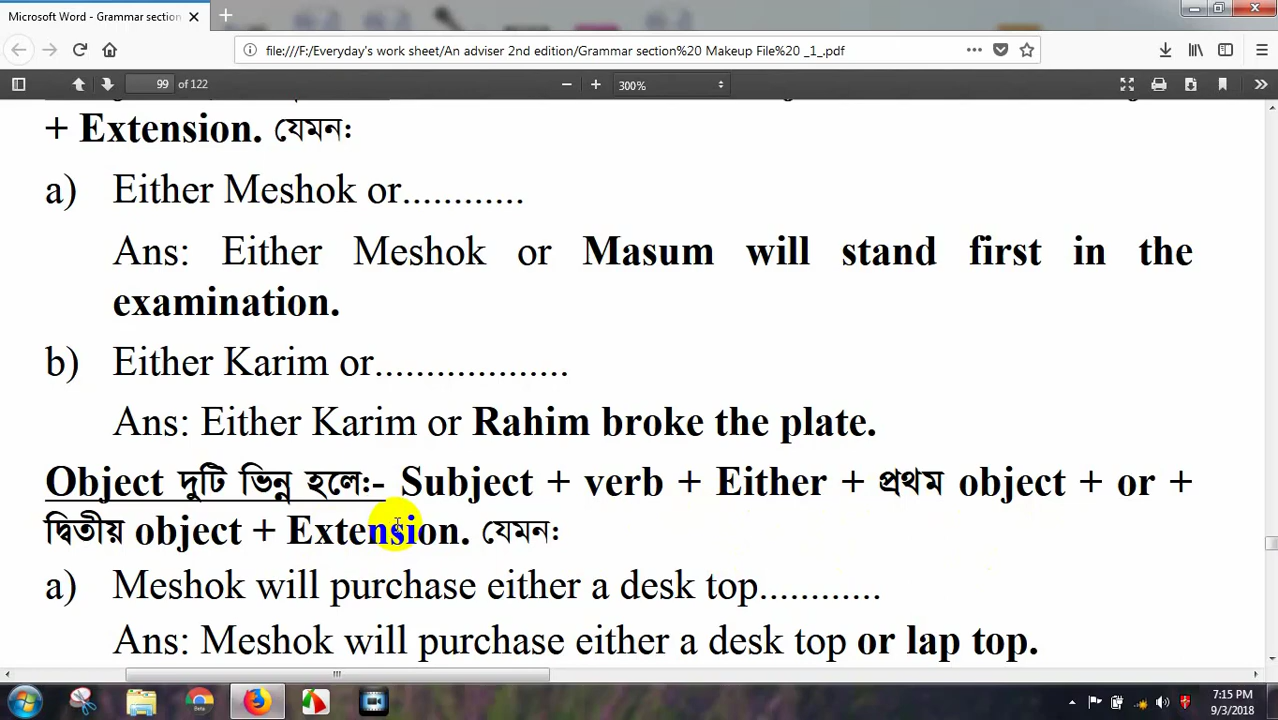 Microsoft Word - Grammar section
file:///F:/Everyday's work sheet/An adviser 2nd edition/Grammar section%20 Makeup File%20 _1_.pdf
99 of 122
300%
+ Extension. যেমনঃ
a) Either Meshok or............
Ans: Either Meshok or Masum will stand first in the
examination.
b) Either Karim or...................
Ans: Either Karim or Rahim broke the plate.
Object দুটি ভিন্ন হলেঃ- Subject + verb + Either + প্রথম object + or +
দ্বিতীয় object + Extension. যেমনঃ
a) Meshok will purchase either a desk top............
Ans: Meshok will purchase either a desk top or lap top.
7:15 PM
9/3/2018